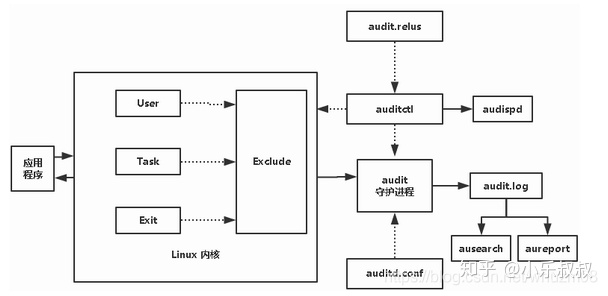 audit.relus
User
auditctl
audispd
应用
程序
Task
Exclude
audit
守护进程
audit.log
Exit
Linux 内核
ausearch
aureport
auditd.conf
知乎 @小乐叔叔